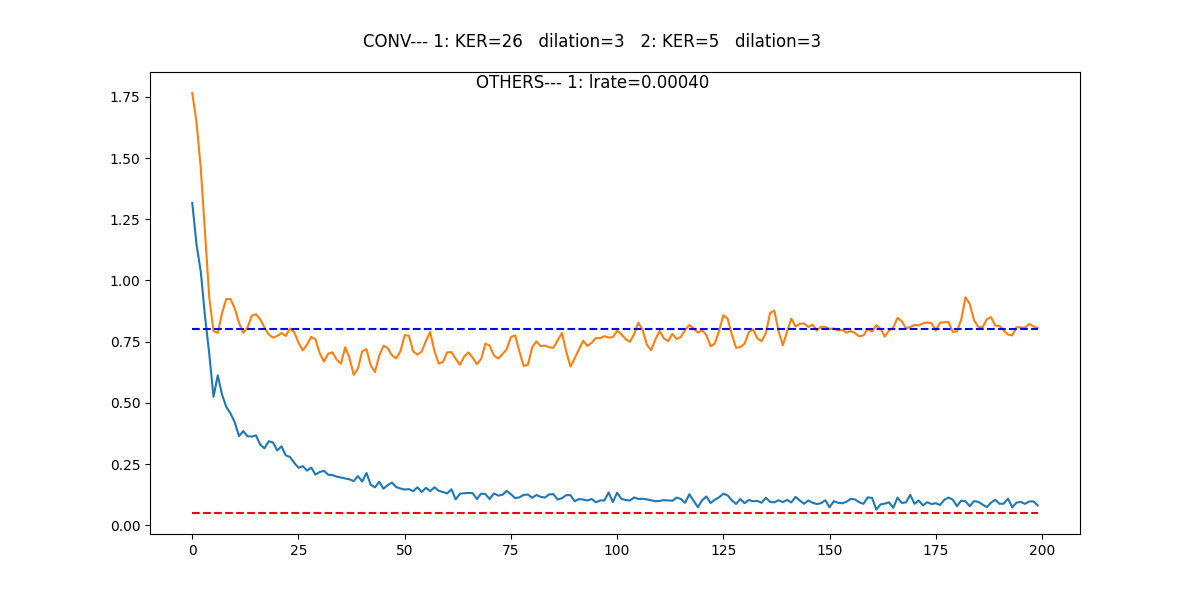 CONV--- 1: KER=26   dilation=3   2: KER=5   dilation=3
OTHERS--- 1: lrate=0.00040
1.75
1.50
1.25
1.00
0.75
0.50
0.25
0.00
0 25 50 75 100 125 150 175 200